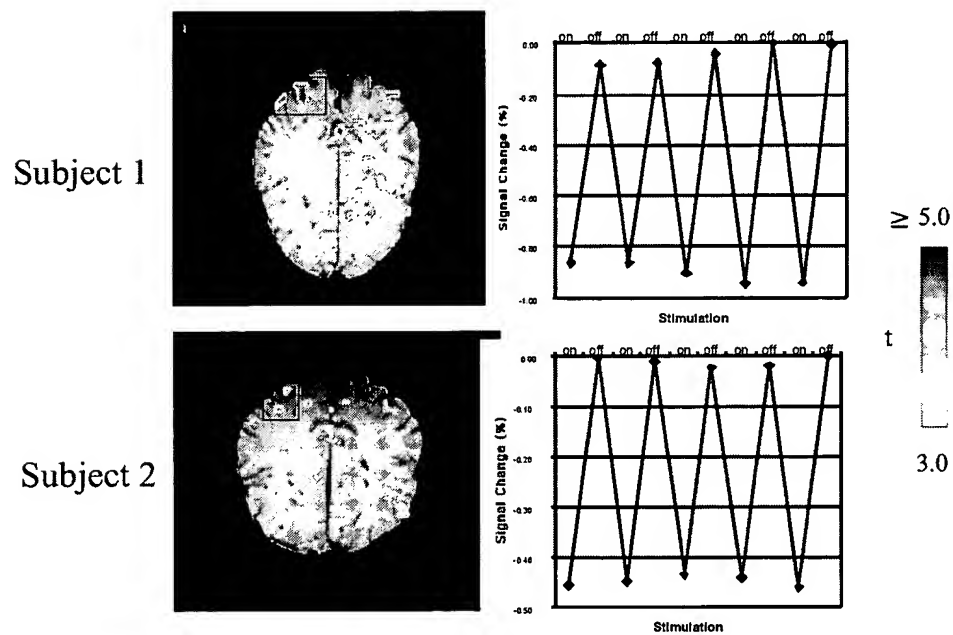 Subject 1
on off on off on off on off on off
0.00
-0.20
-0.40
-0.60
-0.80
-1.00
Signal Change (%)
Stimulation
≥ 5.0
t
3.0
Subject 2
on off on off on off on off on off
0.00
-0.10
-0.20
-0.30
-0.40
-0.50
Signal Change (%)
Stimulation